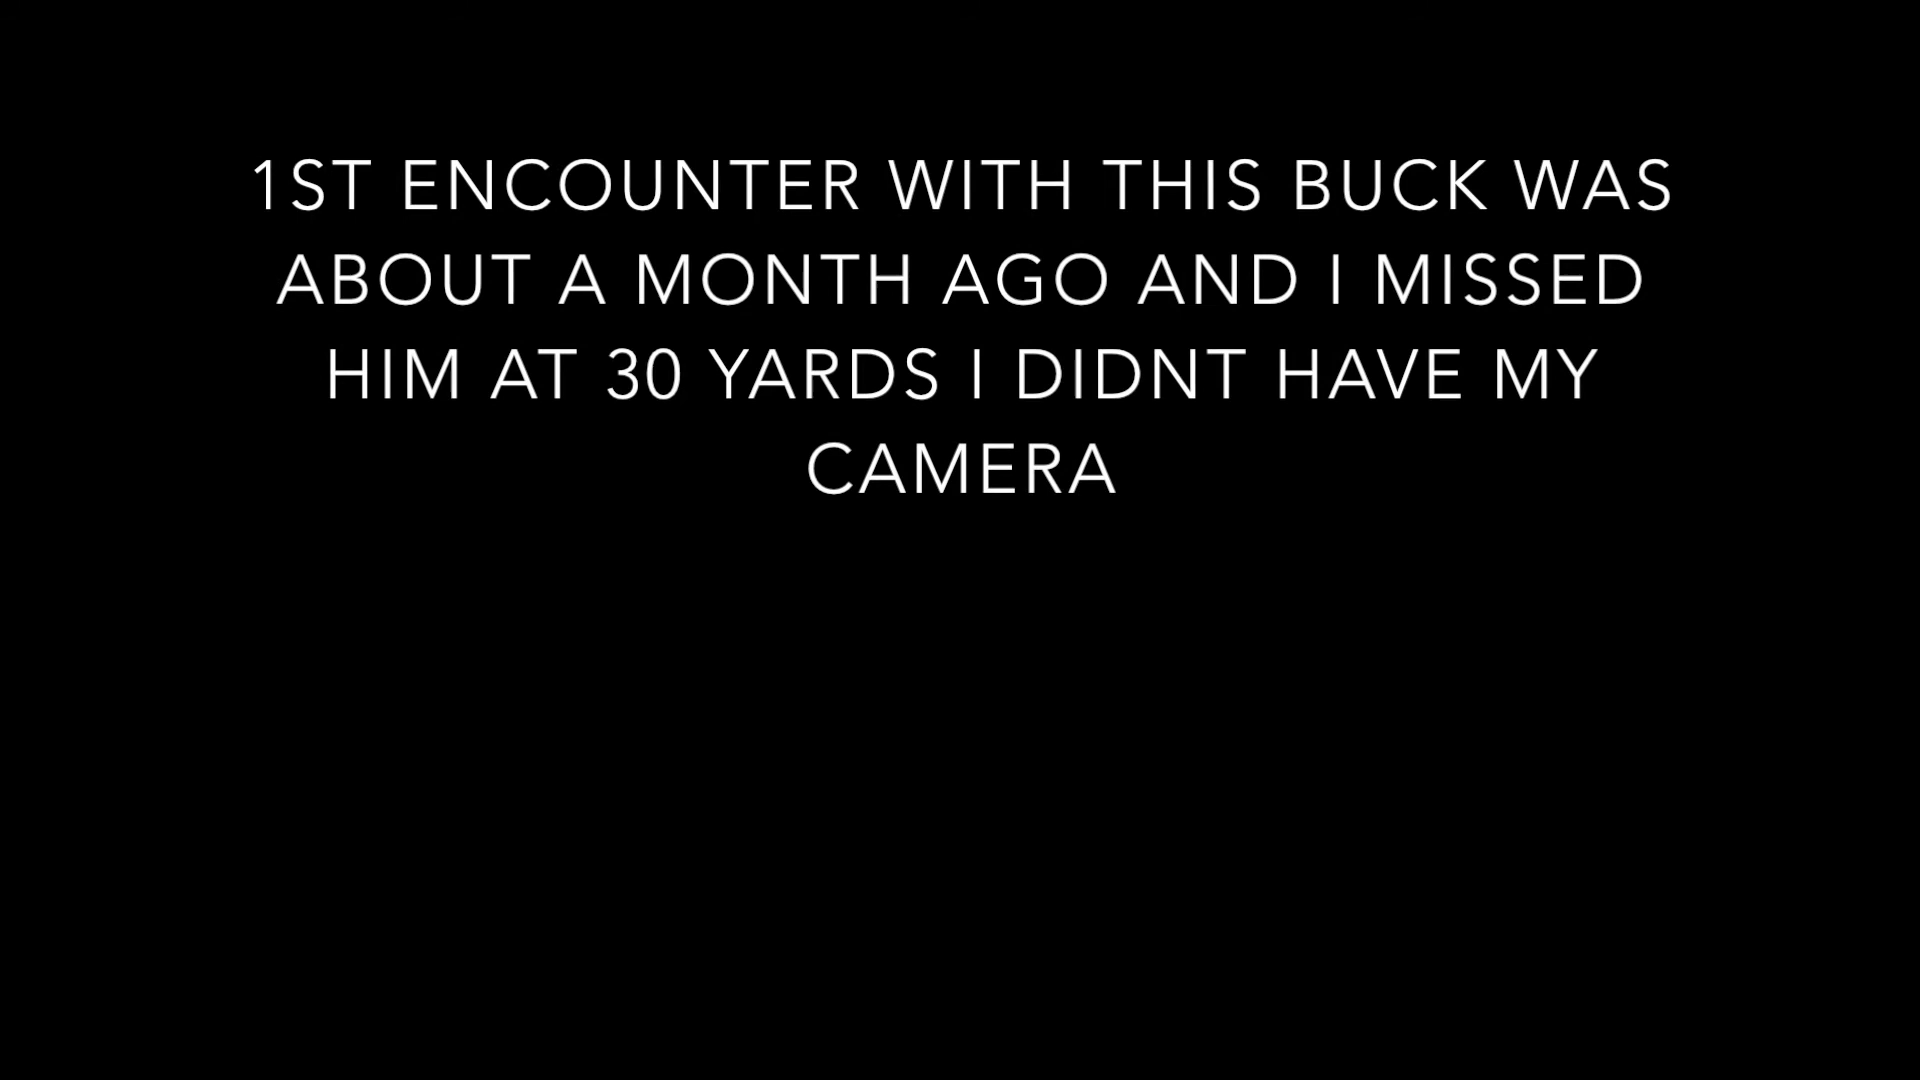 1ST ENCOUNTER WITH THIS BUCK WAS
ABOUT A MONTH AGO AND I MISSED
HIM AT 30 YARDS I DIDNT HAVE MY
CAMERA